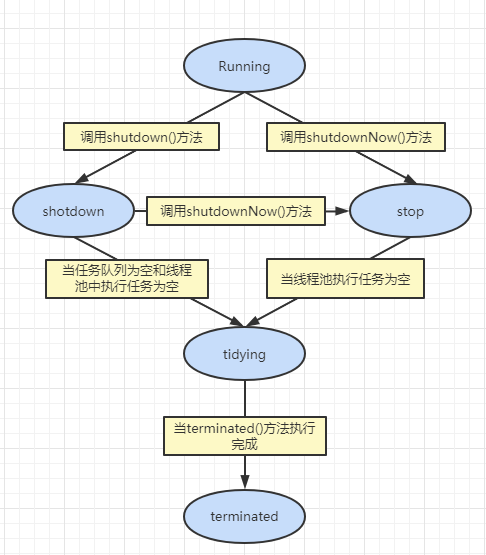 Running
调用shutdown()方法
调用shutdownNow()方法
shotdown
调用shutdownNow()方法
stop
当任务队列为空和线程
池中执行任务为空
当线程池执行任务为空
tidying
当terminated()方法执行
完成
terminated